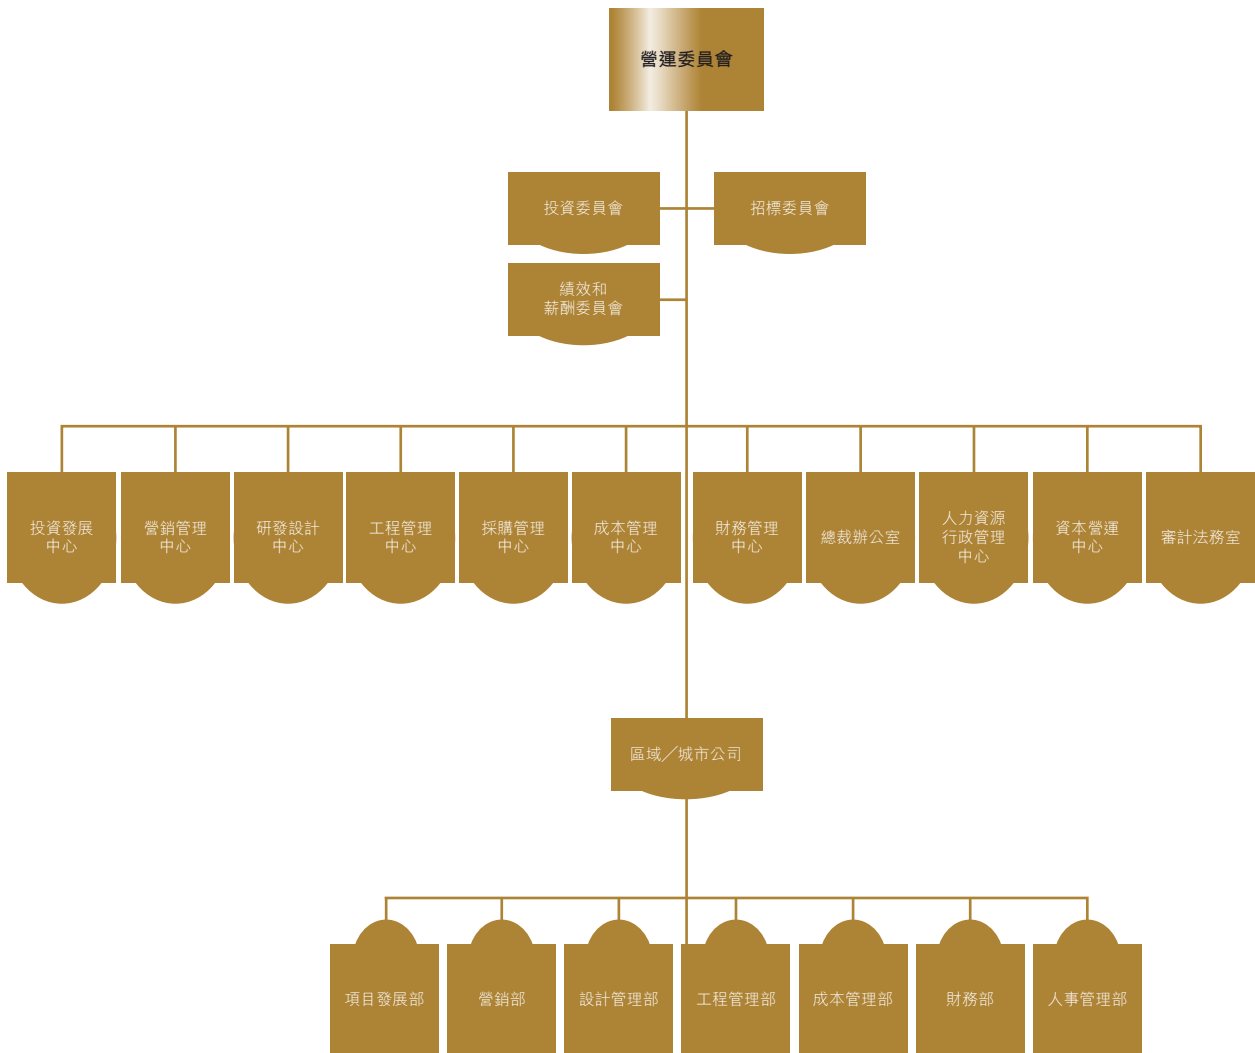 營運委員會
投資委員會
招標委員會
績效和
薪酬委員會
投資發展
中心
營銷管理
中心
研發設計
中心
工程管理
中心
採購管理
中心
成本管理
中心
財務管理
中心
總裁辦公室
人力資源
行政管理
中心
資本營運
中心
審計法務室
區域／城市公司
項目發展部
營銷部
設計管理部
工程管理部
成本管理部
財務部
人事管理部